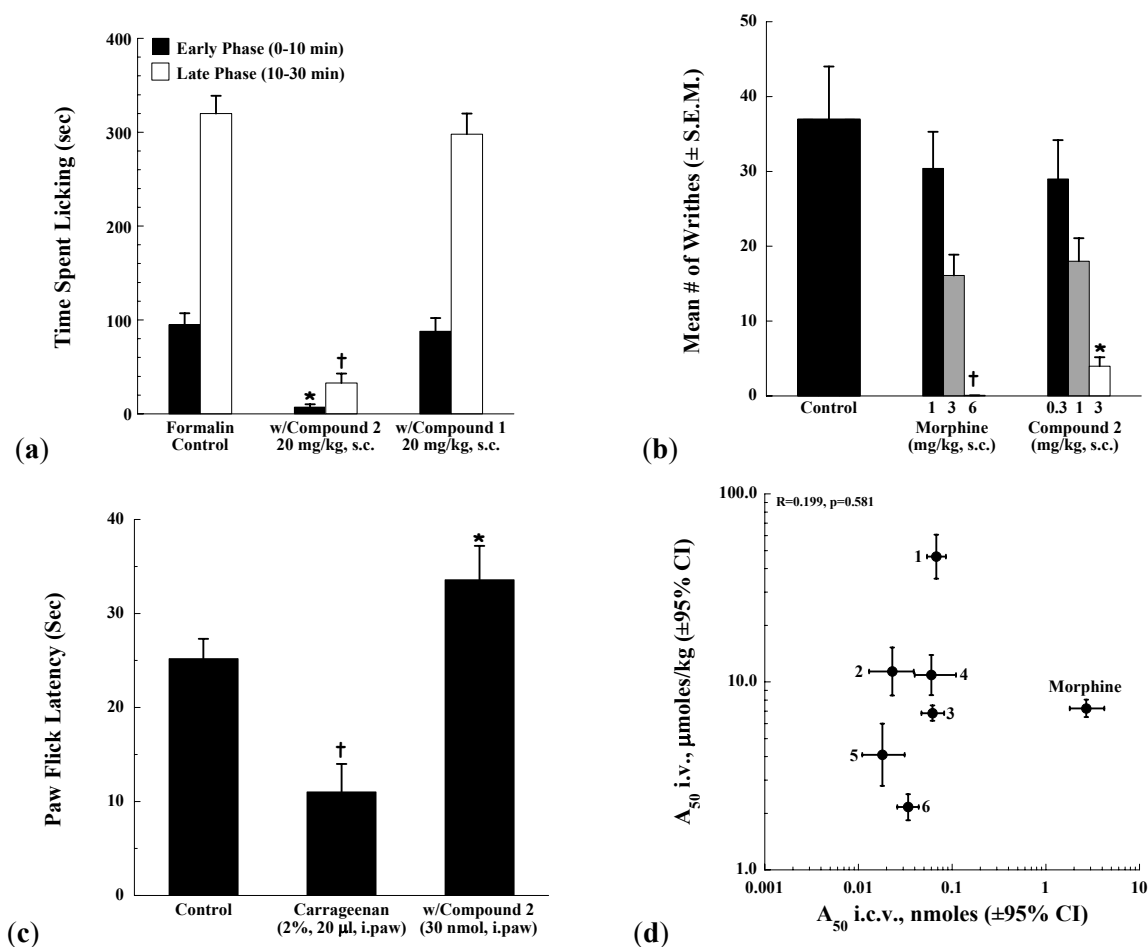 400
300
200
100
0
Time Spent Licking (sec)
Early Phase (0-10 min)
Late Phase (10-30 min)
*
†
Formalin
Control
w/Compound 2
20 mg/kg, s.c.
w/Compound 1
20 mg/kg, s.c.
(a)
50
40
30
20
10
0
Mean # of Writhes (± S.E.M.)
†
*
Control
1 3 6
Morphine
(mg/kg, s.c.)
0.3 1 3
Compound 2
(mg/kg, s.c.)
(b)
40
30
20
10
0
Paw Flick Latency (Sec)
†
*
Control
Carrageenan
(2%, 20 µl, i.paw)
w/Compound 2
(30 nmol, i.paw)
(c)
100.0
10.0
1.0
A50 i.v., µmoles/kg (±95% CI)
R=0.199, p=0.581
1
2
4
3
Morphine
5
6
0.001 0.01 0.1 1 10
A50 i.c.v., nmoles (±95% CI)
(d)